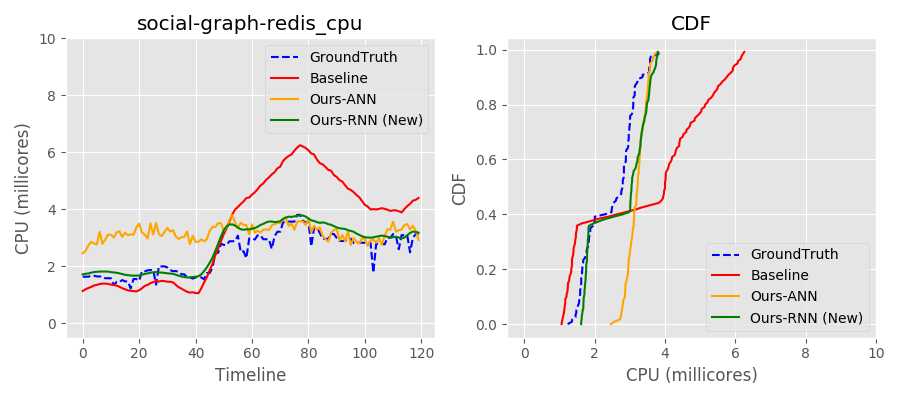 social-graph-redis_cpu
CPU (millicores)
10
8
6
4
2
0
GroundTruth
Baseline
Ours-ANN
Ours-RNN (New)
0 20 40 60 80 100 120
Timeline
CDF
CDF
1.0
0.8
0.6
0.4
0.2
0.0
GroundTruth
Baseline
Ours-ANN
Ours-RNN (New)
0 2 4 6 8 10
CPU (millicores)